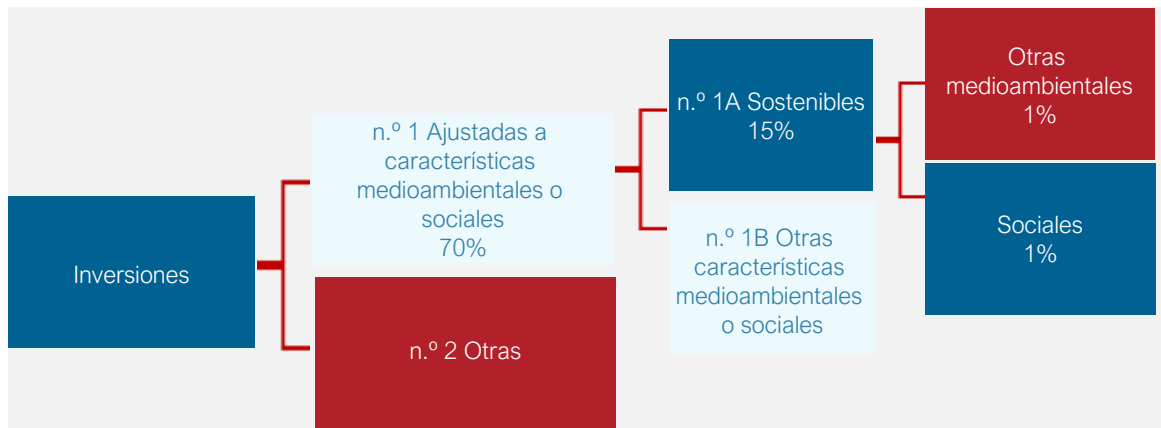 Inversiones
n.º 1 Ajustadas a
características
medioambientales o
sociales
70%
n.º 2 Otras
n.º 1A Sostenibles
15%
n.º 1B Otras
características
medioambientales
o sociales
Otras
medioambientales
1%
Sociales
1%